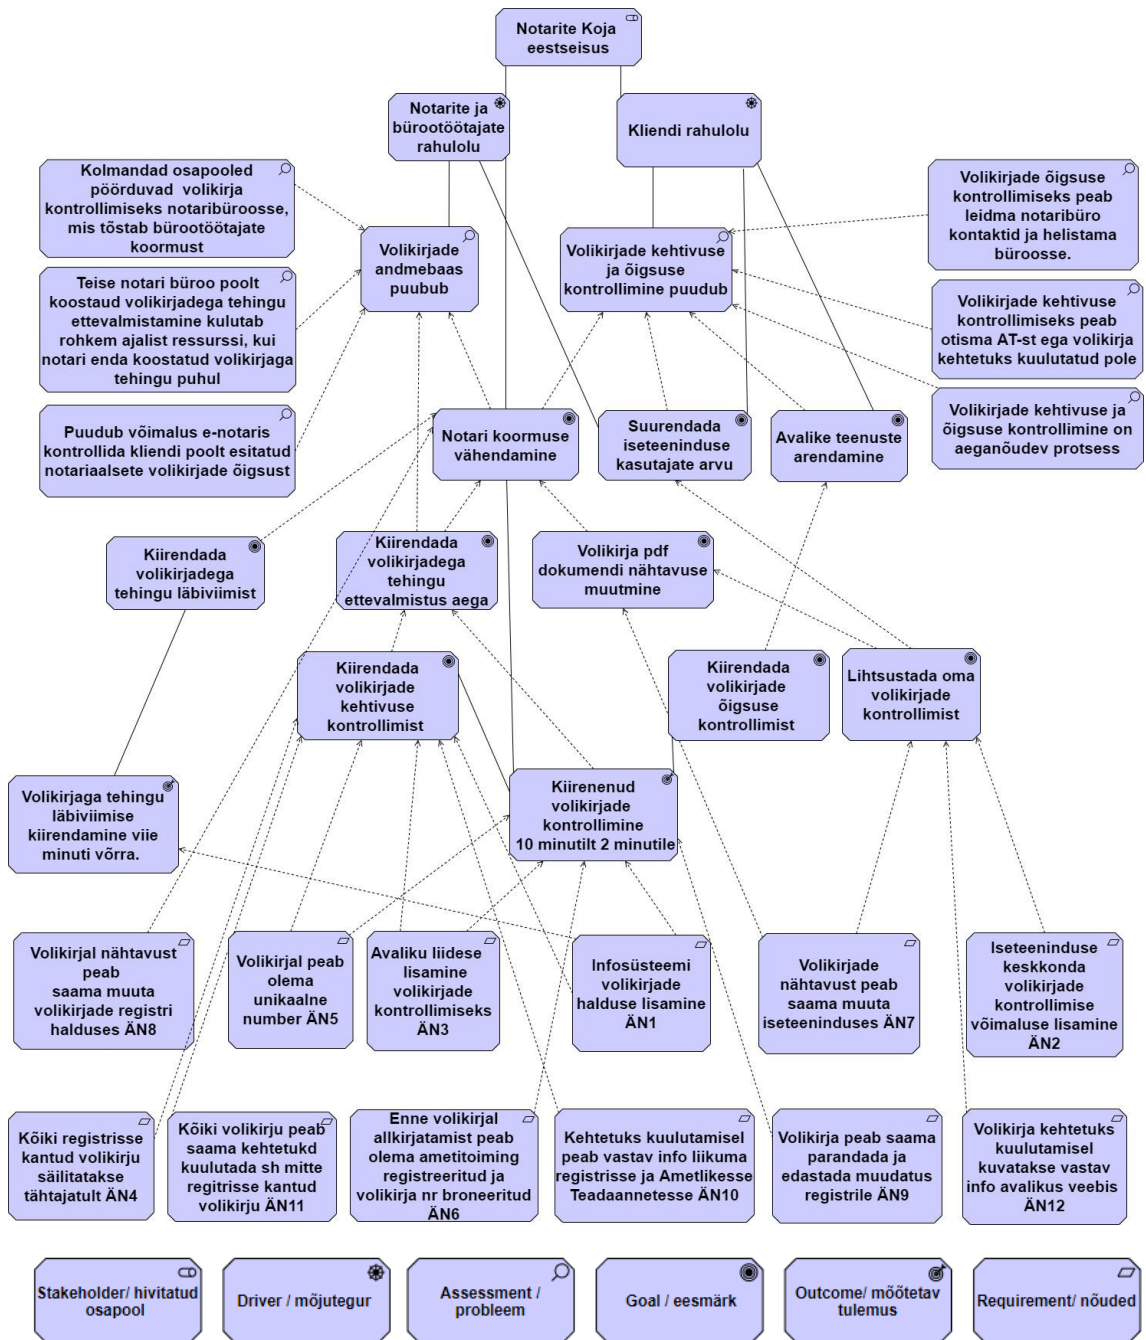 Notarite Koja
eestseisus
Notarite ja
bürootöötajate
rahulolu
Kliendi rahulolu
Kolmandad osapooled
pöörduvad volikirja
kontrollimiseks notaribüroosse,
mis tõstab bürootöötajate
koormust
Volikirjade õigsuse
kontrollimiseks peab
leidma notaribüro
kontaktid ja helistama
büroosse.
Volikirjade
andmebaas
puubub
Volikirjade kehtivuse
ja õigsuse
kontrollimine puudub
Teise notari büroo poolt
koostaud volikirjadega tehingu
ettevalmistamine kulutab
rohkem ajalist ressurssi, kui
notari enda koostatud volikirjaga
tehingu puhul
Volikirjade kehtivuse
kontrollimiseks peab
otisma AT-st ega volikirja
kehtetuks kuulutatud pole
Puudub võimalus e-notaris
kontrollida kliendi poolt esitatud
notariaalsete volikirjade õigsust
Notari koormuse
vähendamine
Suurendada
iseteeninduse
kasutajate arvu
Avalike teenuste
arendamine
Volikirjade kehtivuse ja
õigsuse kontrollimine on
aeganõudev protsess
Kiirendada
volikirjadega
tehingu läbiviimist
Kiirendada
volikirjadega
tehingu
ettevalmistus aega
Volikirja pdf
dokumendi nähtavuse
muutmine
Kiirendada
volikirjade
kehtivuse
kontrollimist
Kiirendada
volikirjade
õigsuse
kontrollimist
Lihtsustada oma
volikirjade
kontrollimist
Volikirjaga tehingu
läbiviimise
kiirendamine viie
minuti võrra.
Kiirenenud
volikirjade
kontrollimine
10 minutilt 2 minutile
Volikirjal nähtavust
peab
saama muuta
volikirjade registri
halduses ÄN8
Volikirjal peab
olema
unikaalne
number ÄN5
Avaliku liidese
lisamine
volikirjade
kontrollimiseks
ÄN3
Infosüsteemi
volikirjade
halduse lisamine
ÄN1
Volikirjade
nähtavust peab
saama muuta
iseteeninduses ÄN7
Iseteeninduse
keskkonda
volikirjade
kontrollimise
võimaluse lisamine
ÄN2
Kõiki registrisse
kantud volikirju
säilitatakse
tähtajatult ÄN4
Kõiki volikirju peab
saama kehtetukd
kuulutada sh mitte
regitrisse kantud
volikirju ÄN11
Enne volikirjal
allkirjatamist peab
olema ametitoiming
registreeritud ja
volikirja nr broneeritud
ÄN6
Kehtetuks kuulutamisel
peab vastav info liikuma
registrisse ja Ametlikesse
Teadaannetesse ÄN10
Volikirja peab saama
parandada ja
edastada muudatus
registrile ÄN9
Volikirja kehtetuks
kuulutamisel
kuvatakse vastav
info avalikus veebis
ÄN12
Stakeholder/ hivitatud
osapool
Driver / mõjutegur
Assessment /
probleem
Goal / eesmärk
Outcome/ mõõtetav
tulemus
Requirement/ nõuded